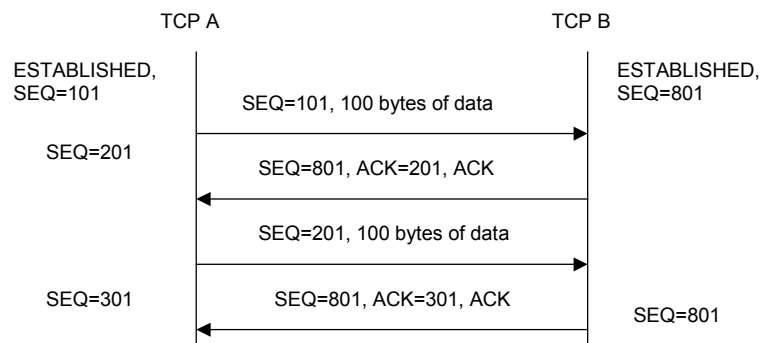 TCP A
TCP B
ESTABLISHED,
SEQ=101
ESTABLISHED,
SEQ=801
SEQ=101, 100 bytes of data
SEQ=201
SEQ=801, ACK=201, ACK
SEQ=201, 100 bytes of data
SEQ=301
SEQ=801, ACK=301, ACK
SEQ=801